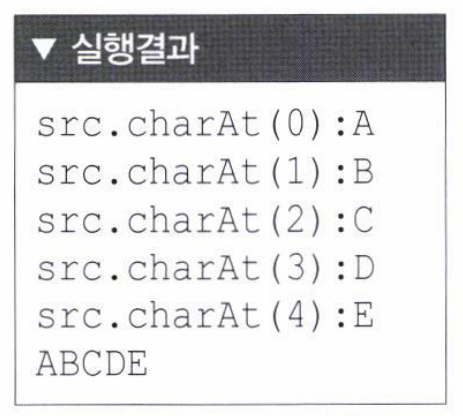 ▼ 실행결과
src.charAt(0):A
src.charAt(1):B
src.charAt(2):C
src.charAt(3):D
src.charAt(4):E
ABCDE